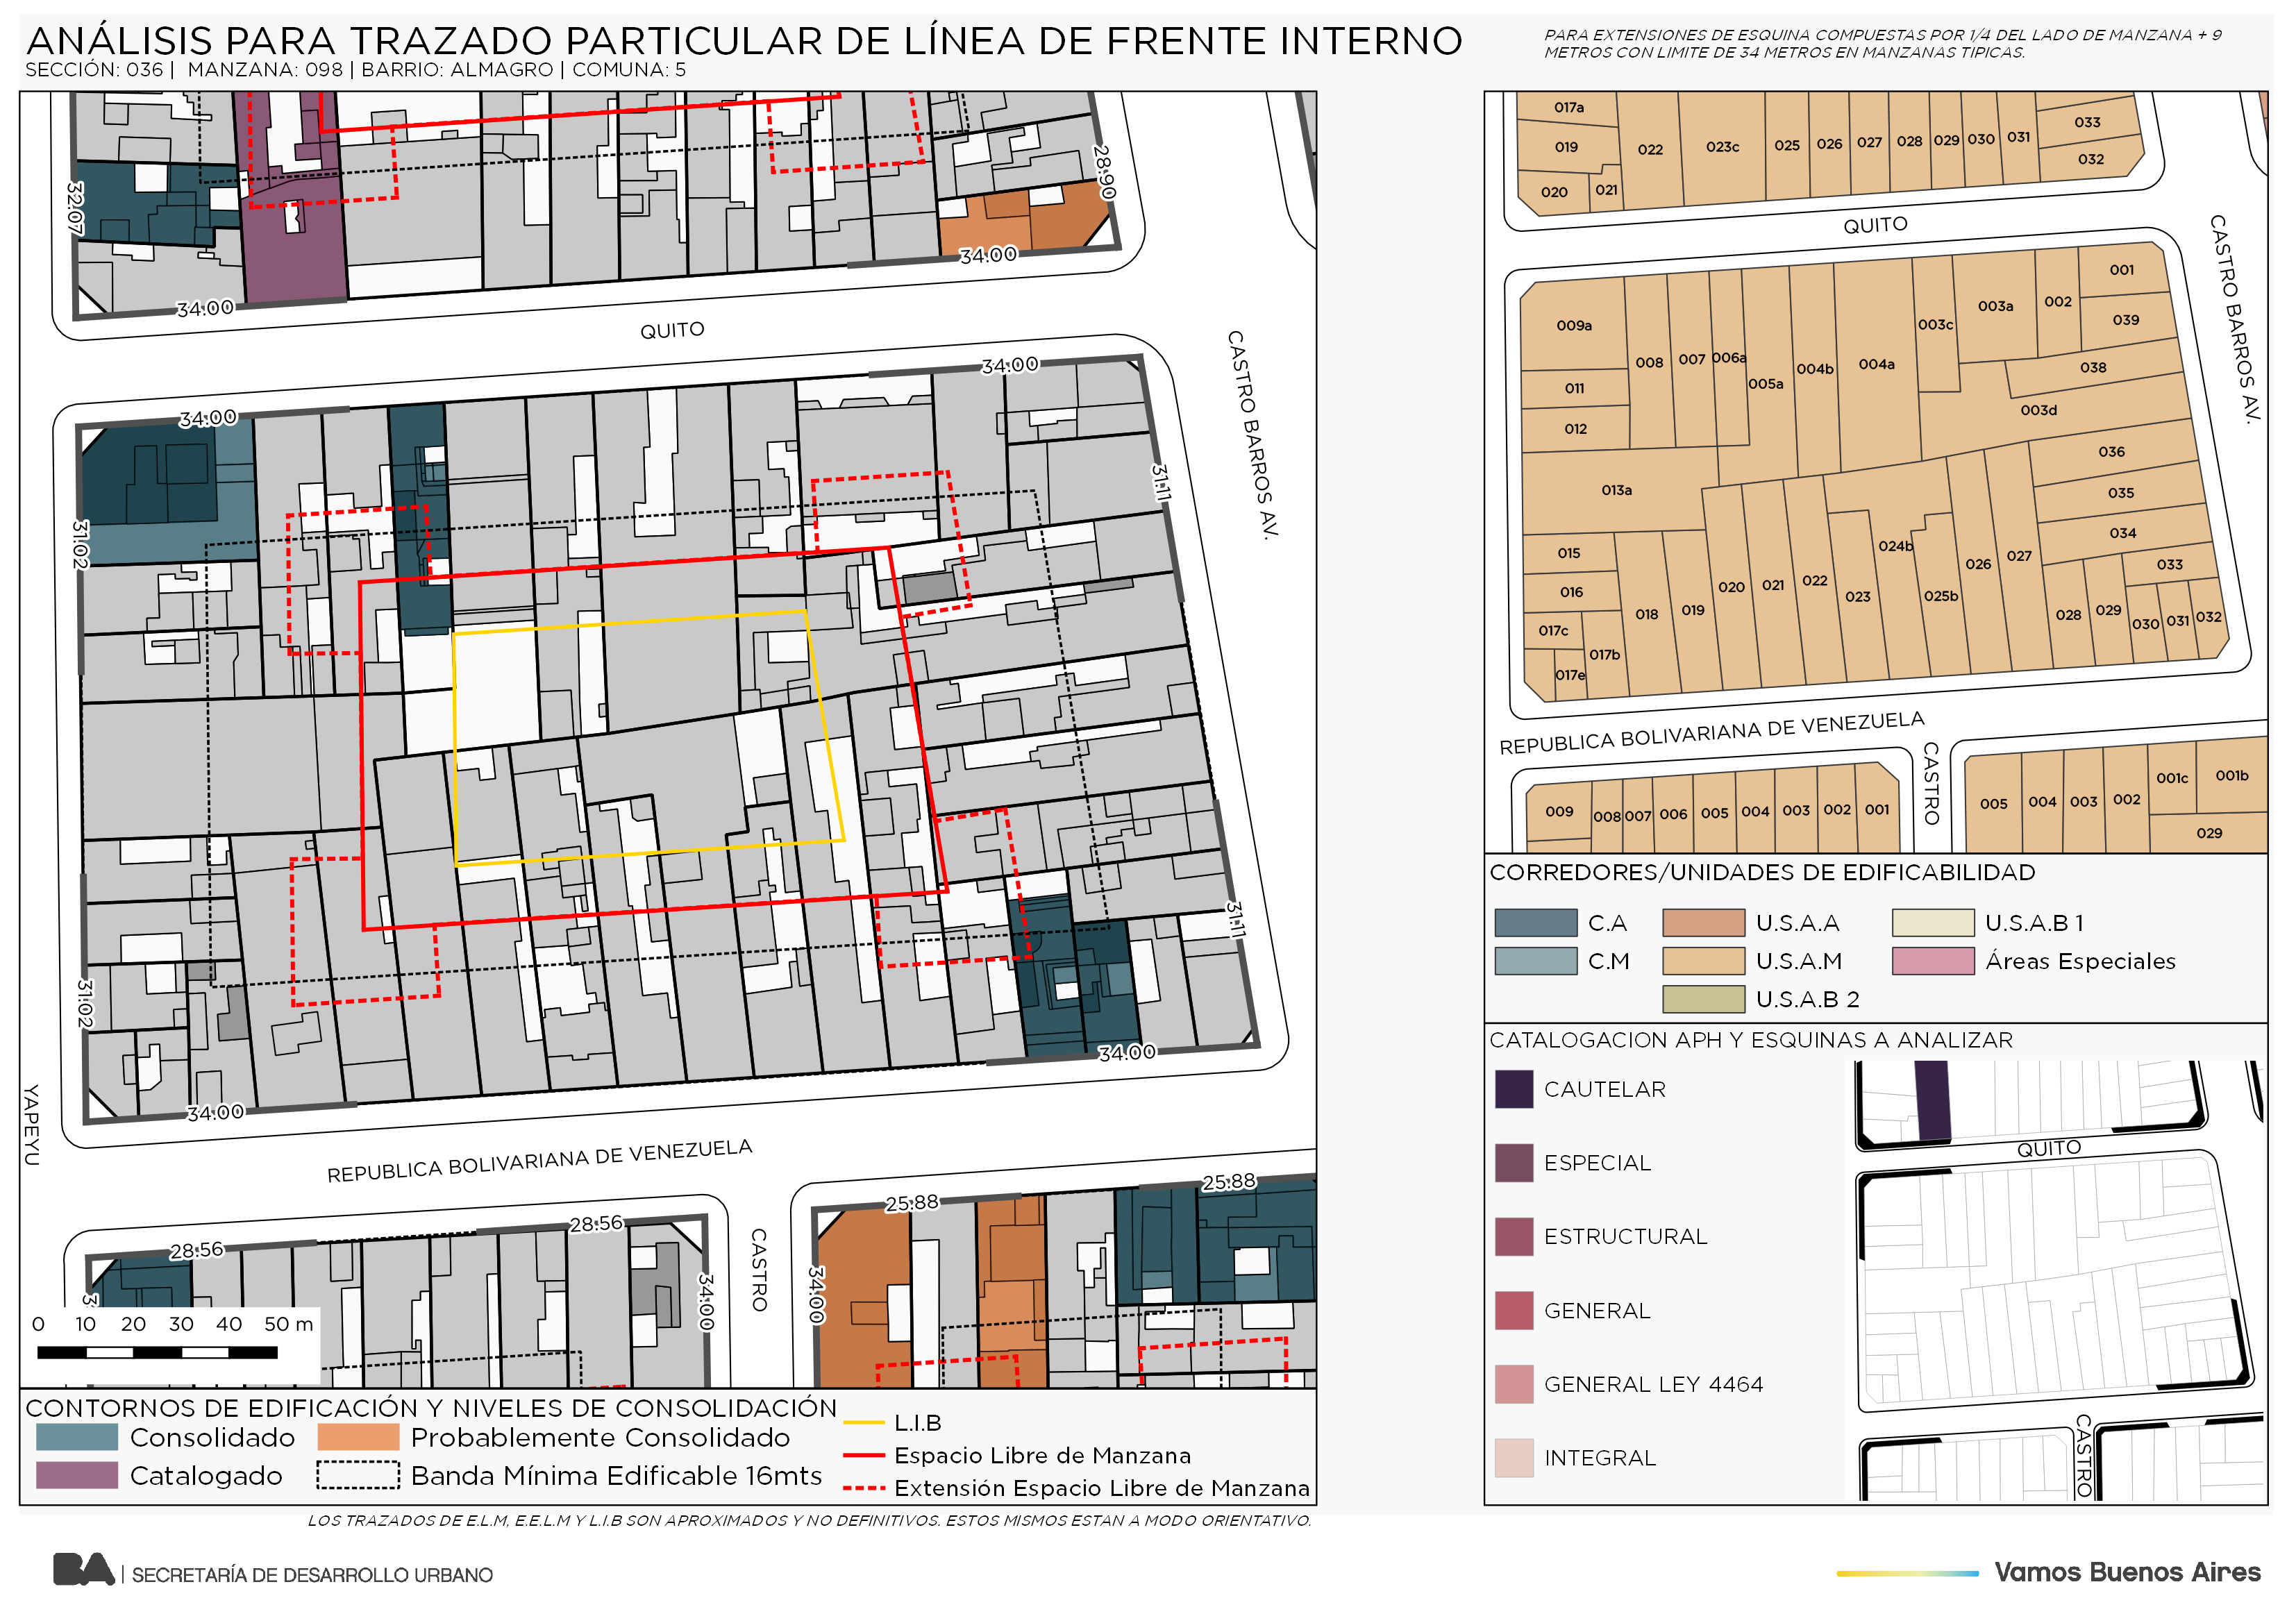 ANÁLISIS PARA TRAZADO PARTICULAR DE LÍNEA DE FRENTE INTERNO
SECCIÓN: 036 | MANZANA: 098 | BARRIO: ALMAGRO | COMUNA: 5
PARA EXTENSIONES DE ESQUINA COMPUESTAS POR 1/4 DEL LADO DE MANZANA + 9
METROS CON LIMITE DE 34 METROS EN MANZANAS TIPICAS.
32.07
28.90
34.00
34.00
QUITO
CASTRO BARROS AV.
34.00
34.00
31.02
31.11
31.02
31.11
34.00
34.00
YAPEYU
REPUBLICA BOLIVARIANA DE VENEZUELA
28.56
28.56
34.00
CASTRO
34.00
25.88
25.88
0 10 20 30 40 50 m
CONTORNOS DE EDIFICACIÓN Y NIVELES DE CONSOLIDACIÓN
Consolidado
Probablemente Consolidado
Catalogado
Banda Mínima Edificable 16mts
L.I.B
Espacio Libre de Manzana
Extensión Espacio Libre de Manzana
LOS TRAZADOS DE E.L.M, E.E.L.M Y L.I.B SON APROXIMADOS Y NO DEFINITIVOS. ESTOS MISMOS ESTAN A MODO ORIENTATIVO.
017a
019
020
021
022
023c
025
026
027
028
029
030
031
033
032
QUITO
CASTRO BARROS AV.
009a
011
012
008
007
006a
005a
004b
004a
003c
003a
002
001
039
038
003d
013a
036
035
034
033
015
016
017c
017b
017e
018
019
020
021
022
023
024b
025b
026
027
028
029
030
031
032
REPUBLICA BOLIVARIANA DE VENEZUELA
CASTRO
009
008
007
006
005
004
003
002
001
005
004
003
002
001c
001b
029
CORREDORES/UNIDADES DE EDIFICABILIDAD
C.A
U.S.A.A
U.S.A.B 1
C.M
U.S.A.M
Áreas Especiales
U.S.A.B 2
CATALOGACION APH Y ESQUINAS A ANALIZAR
CAUTELAR
ESPECIAL
ESTRUCTURAL
GENERAL
GENERAL LEY 4464
INTEGRAL
QUITO
CASTRO
BA | SECRETARÍA DE DESARROLLO URBANO
Vamos Buenos Aires